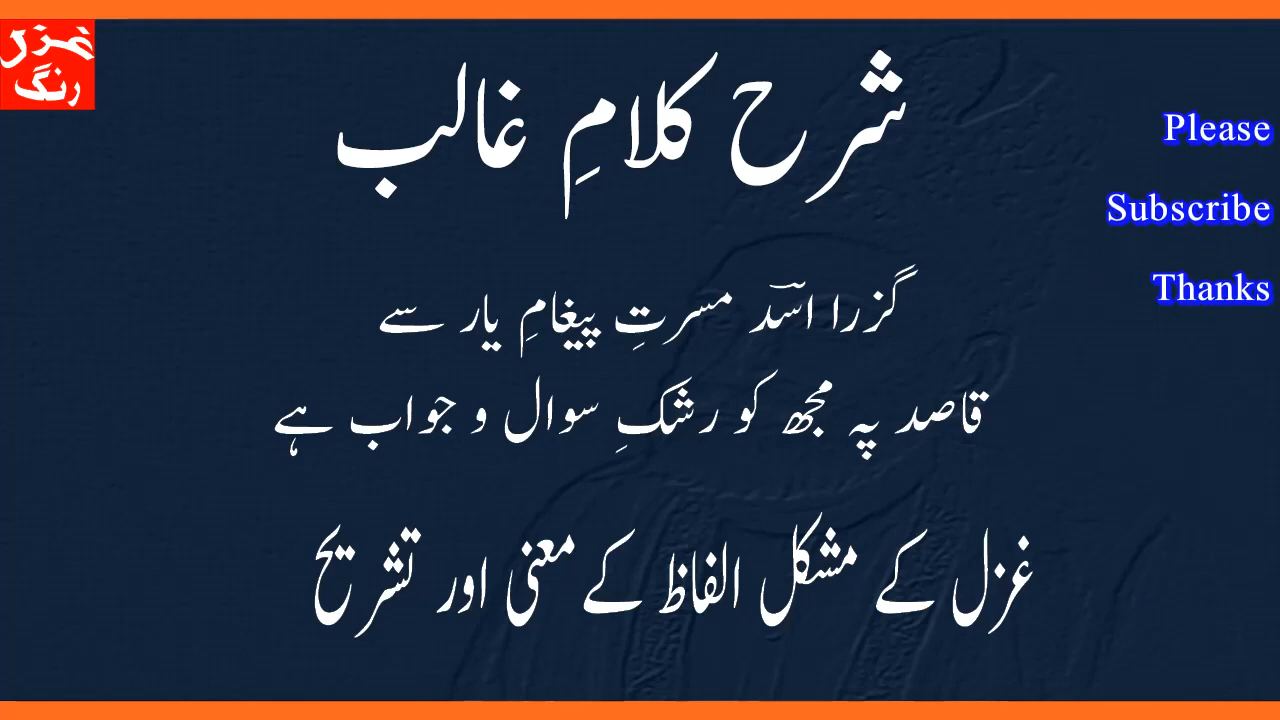 غزل
رنگ
شرح کلامِ غالب
Please
Subscribe
Thanks
گزرا اسؔد مسرتِ پیغامِ یار سے
قاصد پہ مجھ کو رشکِ سوال و جواب ہے
غزل کے مشکل الفاظ کے معنی اور تشریح